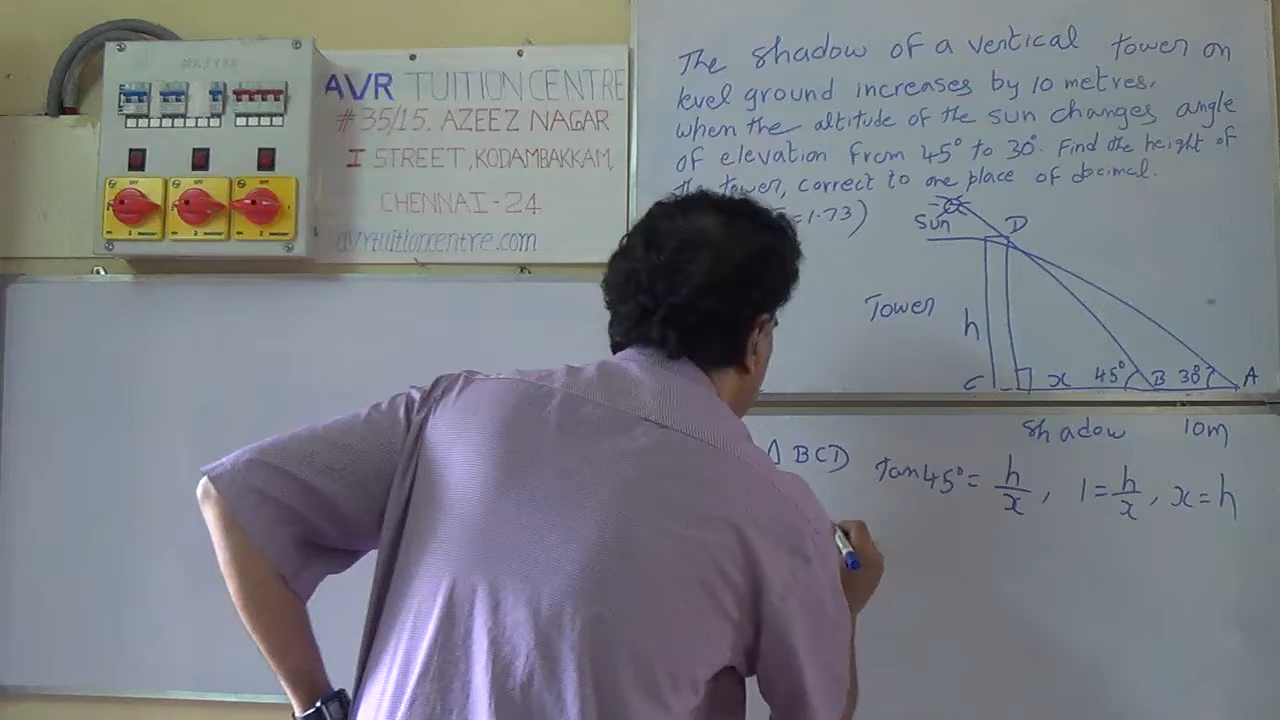 AVR TUITION CENTRE
# 35/15. AZEEZ NAGAR
I STREET, KODAMBAKKAM,
CHENNAI - 24
avrtuitioncentre.com
The shadow of a vertical tower on
level ground increases by 10 metres,
when the altitude of the sun changes angle
of elevation from 45° to 30°. Find the height of
the tower, correct to one place of decimal.
= 1.73)
Sun
D
Tower
h
C x 45° B 30° A
Shadow 10m
Δ BCD tan 45° = h/x, 1 = h/x, x = h